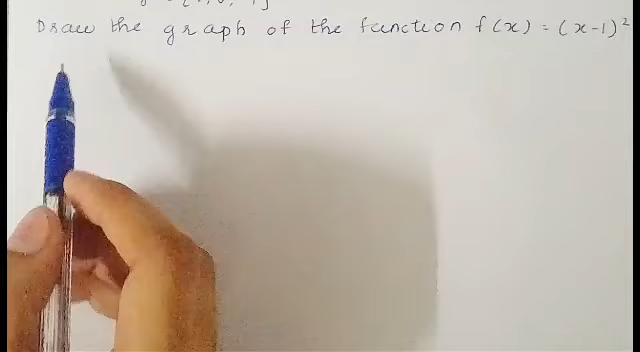 Draw the graph of the function f(x) = (x-1)²